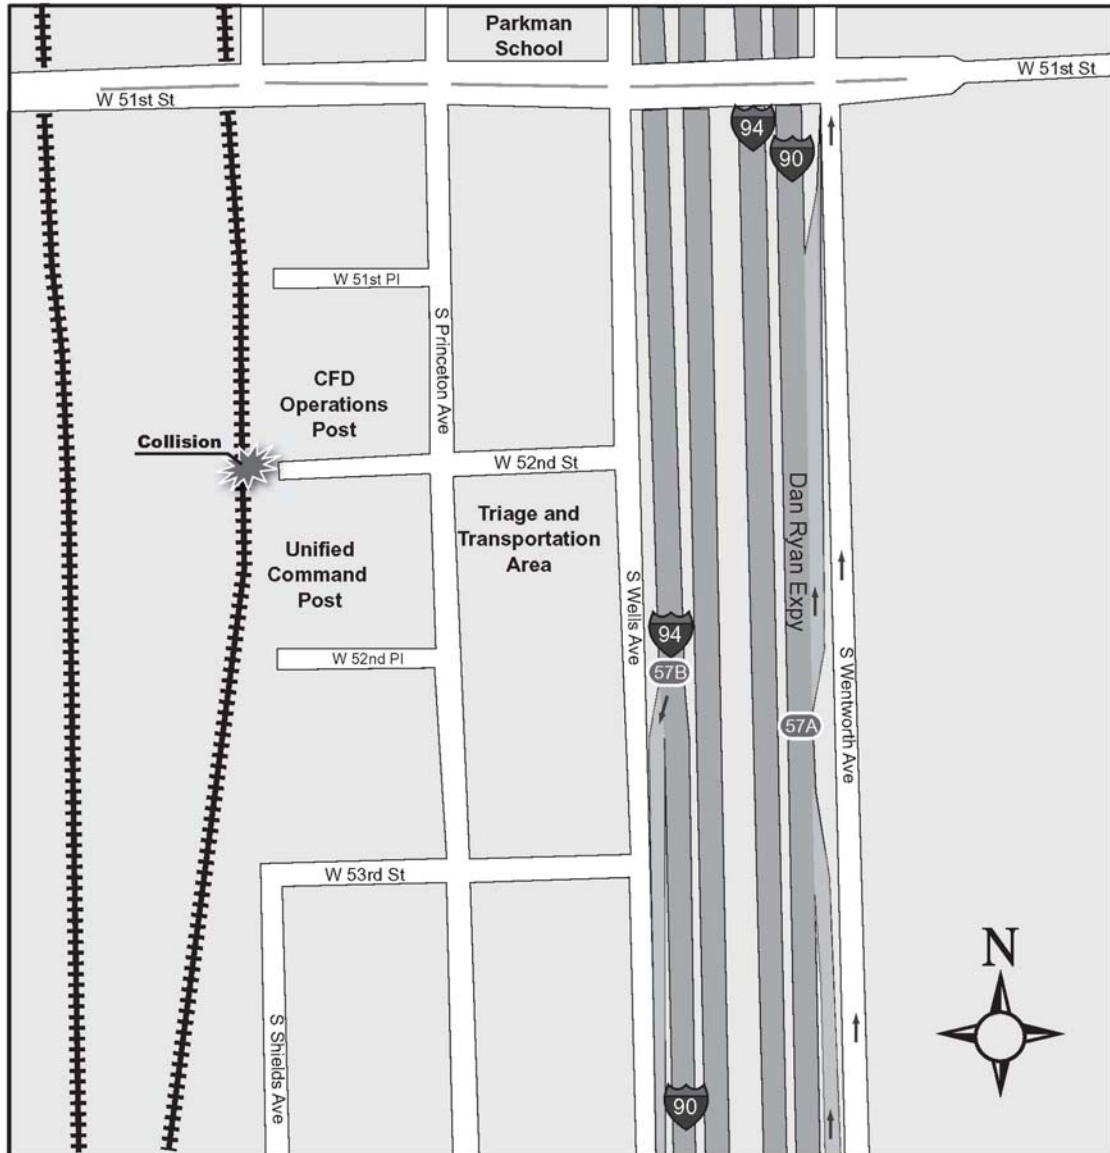 Parkman
School
W 51st St
W 51st St
94
90
W 51st Pl
S Princeton Ave
CFD
Operations
Post
Collision
W 52nd St
Dan Ryan Expy
Triage and
Transportation
Area
Unified
Command
Post
S Wells Ave
94
57B
W 52nd Pl
S Wentworth Ave
57A
W 53rd St
N
S Shields Ave
90